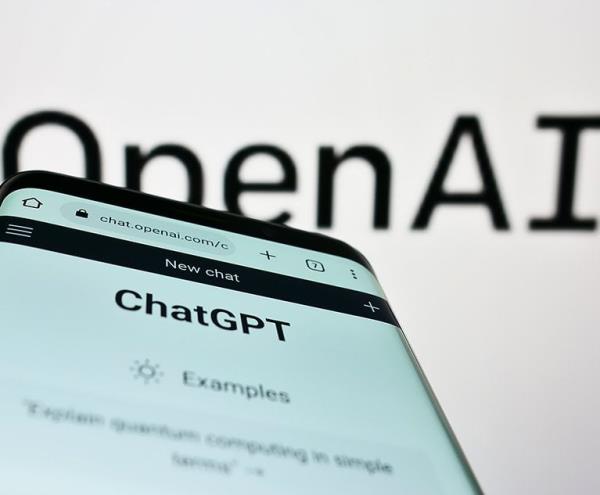 OpenAI
chat.openai.com/c
7
New chat
ChatGPT
Examples
"Explain quantum computing in simple
terms" →